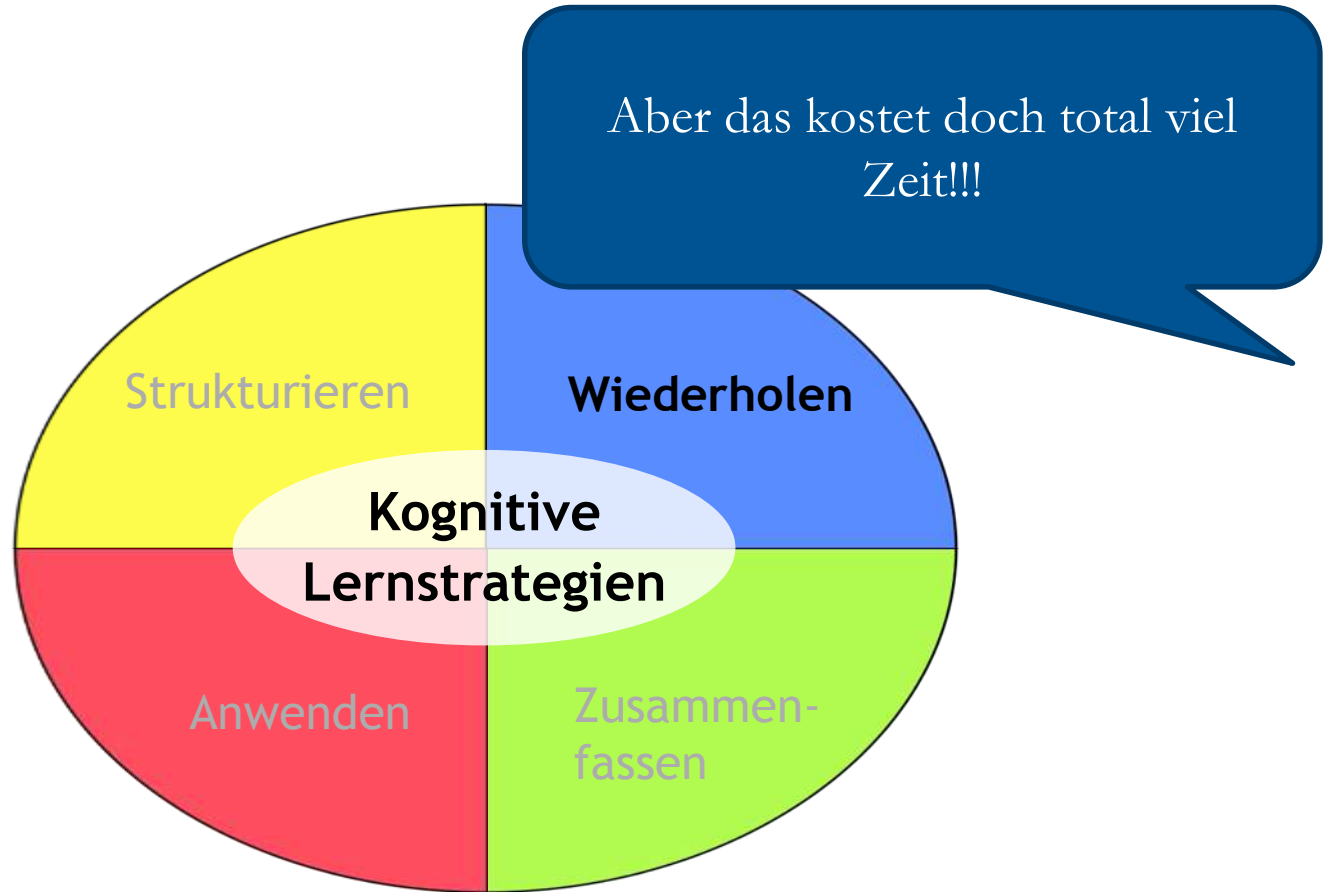 Aber das kostet doch total viel
Zeit!!!
Strukturieren
Wiederholen
Kognitive
Lernstrategien
Anwenden
Zusammen-
fassen